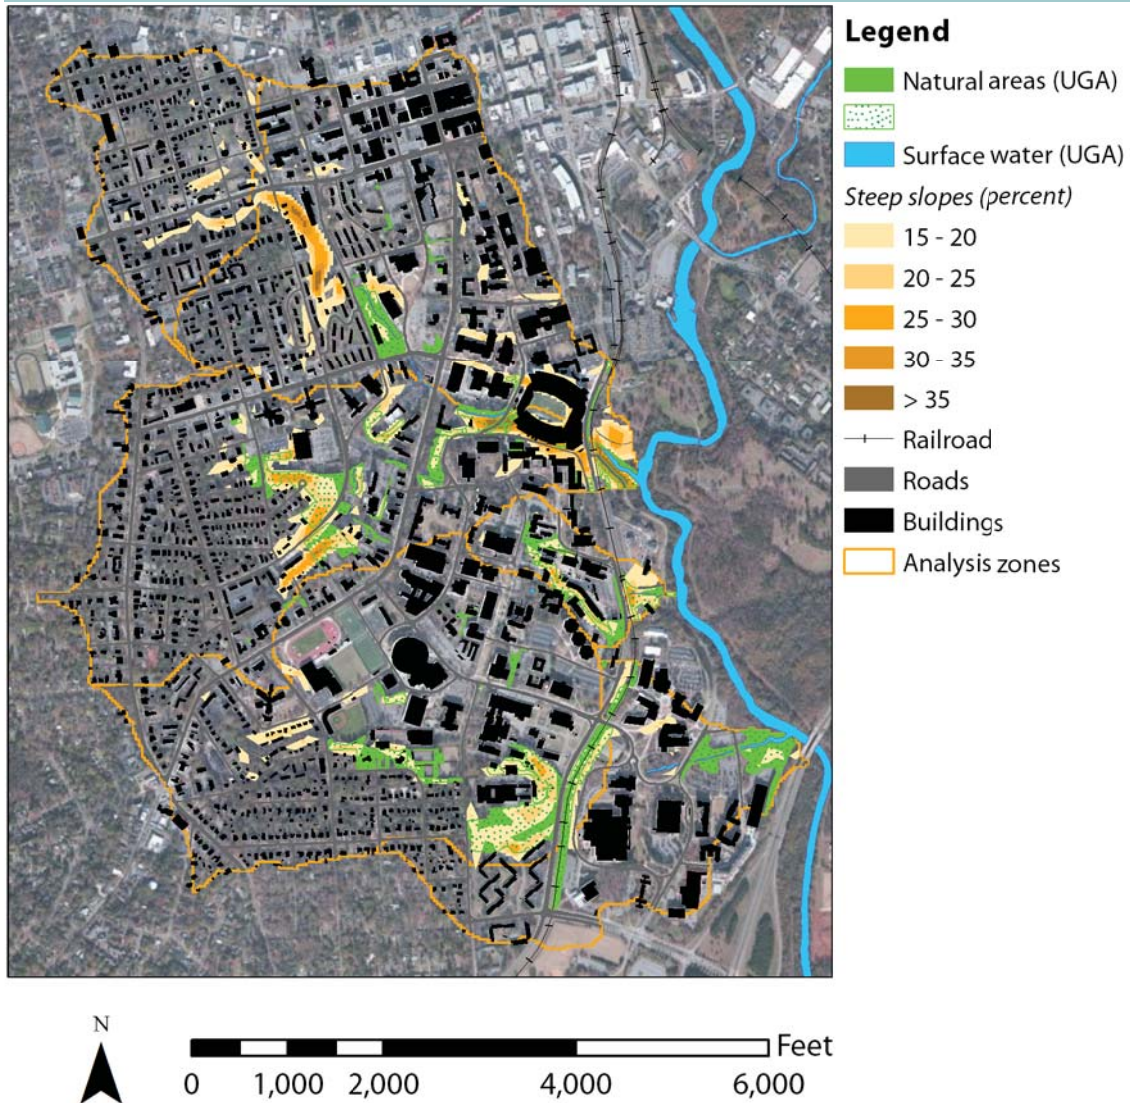 Legend
Natural areas (UGA)
Surface water (UGA)
Steep slopes (percent)
15 - 20
20 - 25
25 - 30
30 - 35
> 35
Railroad
Roads
Buildings
Analysis zones
N
Feet
0 1,000 2,000 4,000 6,000